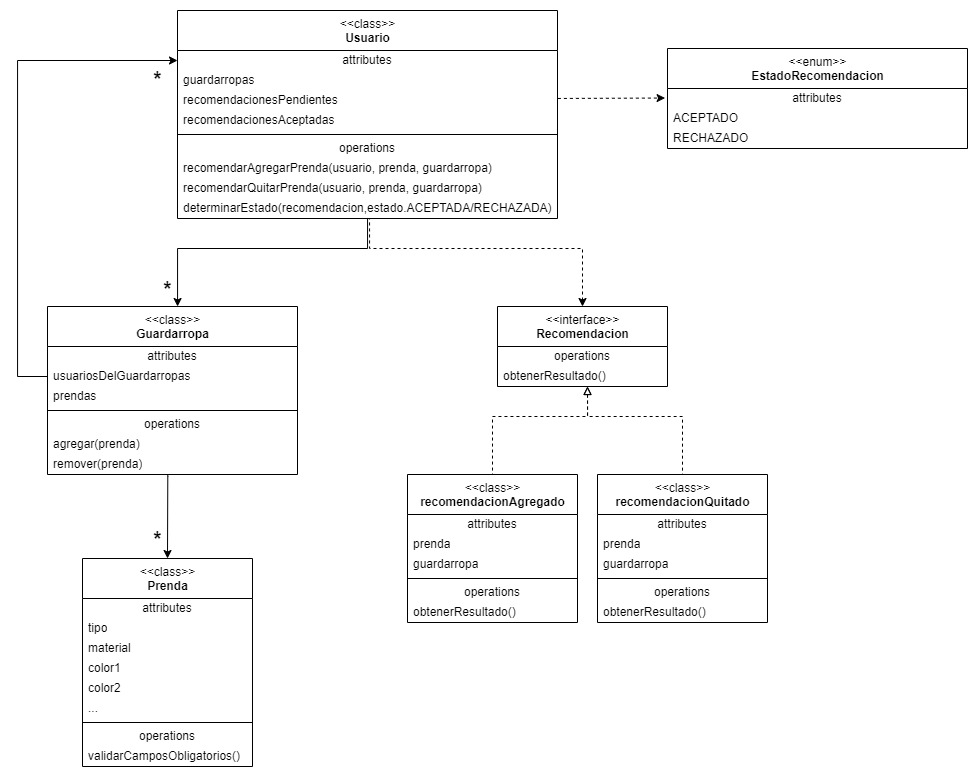 <<class>>
Usuario
attributes
guardarropas
recomendacionesPendientes
recomendacionesAceptadas
operations
recomendarAgregarPrenda(usuario, prenda, guardarropa)
recomendarQuitarPrenda(usuario, prenda, guardarropa)
determinarEstado(recomendacion,estado.ACEPTADA/RECHAZADA)
*
<<enum>>
EstadoRecomendacion
attributes
ACEPTADO
RECHAZADO
*
<<class>>
Guardarropa
attributes
usuariosDelGuardarropas
prendas
operations
agregar(prenda)
remover(prenda)
<<interface>>
Recomendacion
operations
obtenerResultado()
<<class>>
recomendacionAgregado
attributes
prenda
guardarropa
operations
obtenerResultado()
<<class>>
recomendacionQuitado
attributes
prenda
guardarropa
operations
obtenerResultado()
*
<<class>>
Prenda
attributes
tipo
material
color1
color2
...
operations
validarCamposObligatorios()